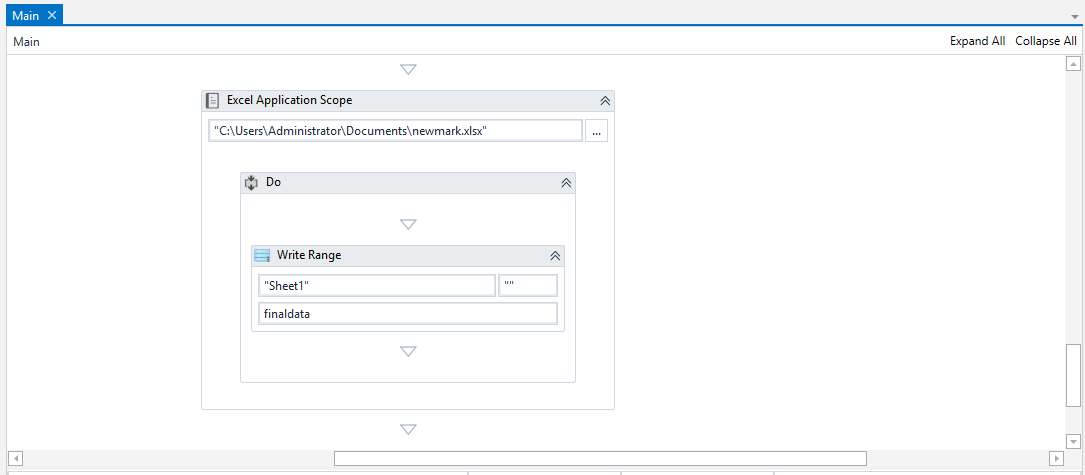 Main
Main
Expand All Collapse All
Excel Application Scope
"C:\Users\Administrator\Documents\newmark.xlsx"
...
Do
Write Range
"Sheet1"
""
finaldata